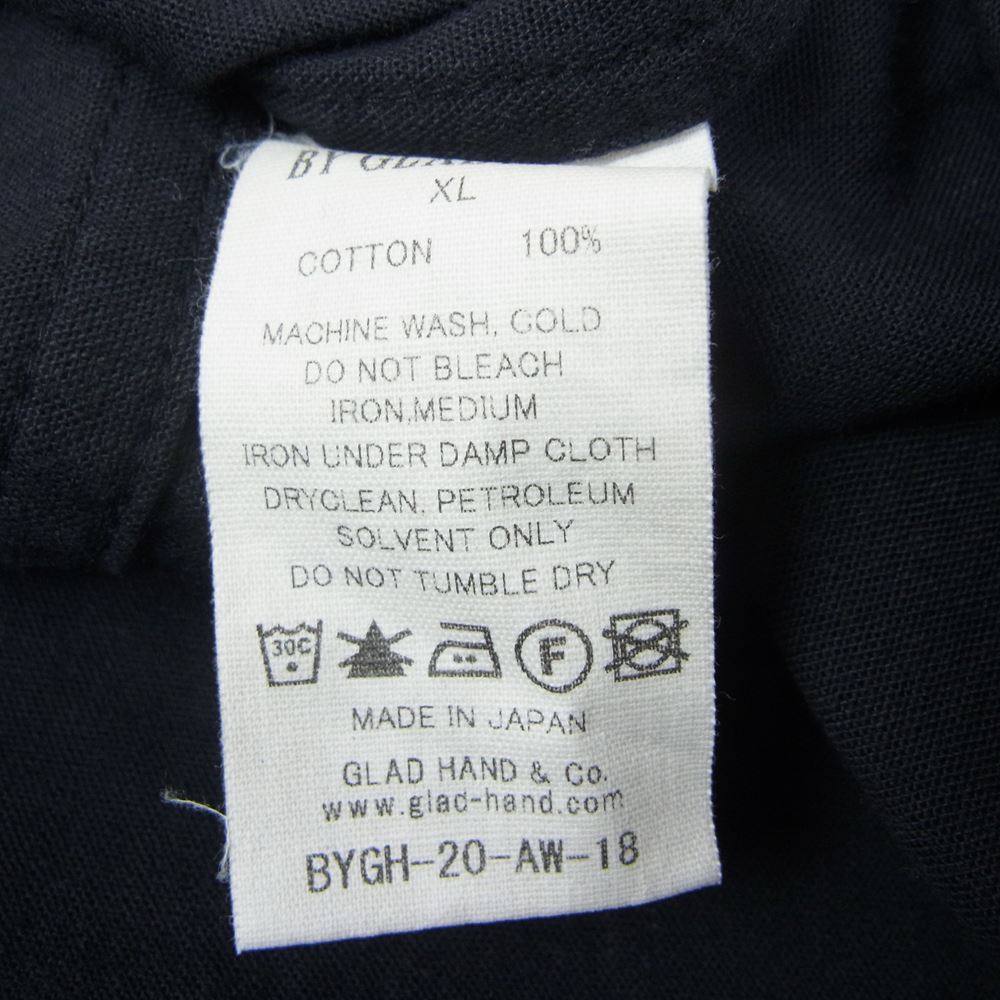 BY
XL
COTTON 100%
MACHINE WASH, COLD
DO NOT BLEACH
IRON,MEDIUM
IRON UNDER DAMP CLOTH
DRYCLEAN. PETROLEUM
SOLVENT ONLY
DO NOT TUMBLE DRY
30C
F
MADE IN JAPAN
GLAD HAND & Co.
www.glad-hand.com
BYGH-20-AW-18